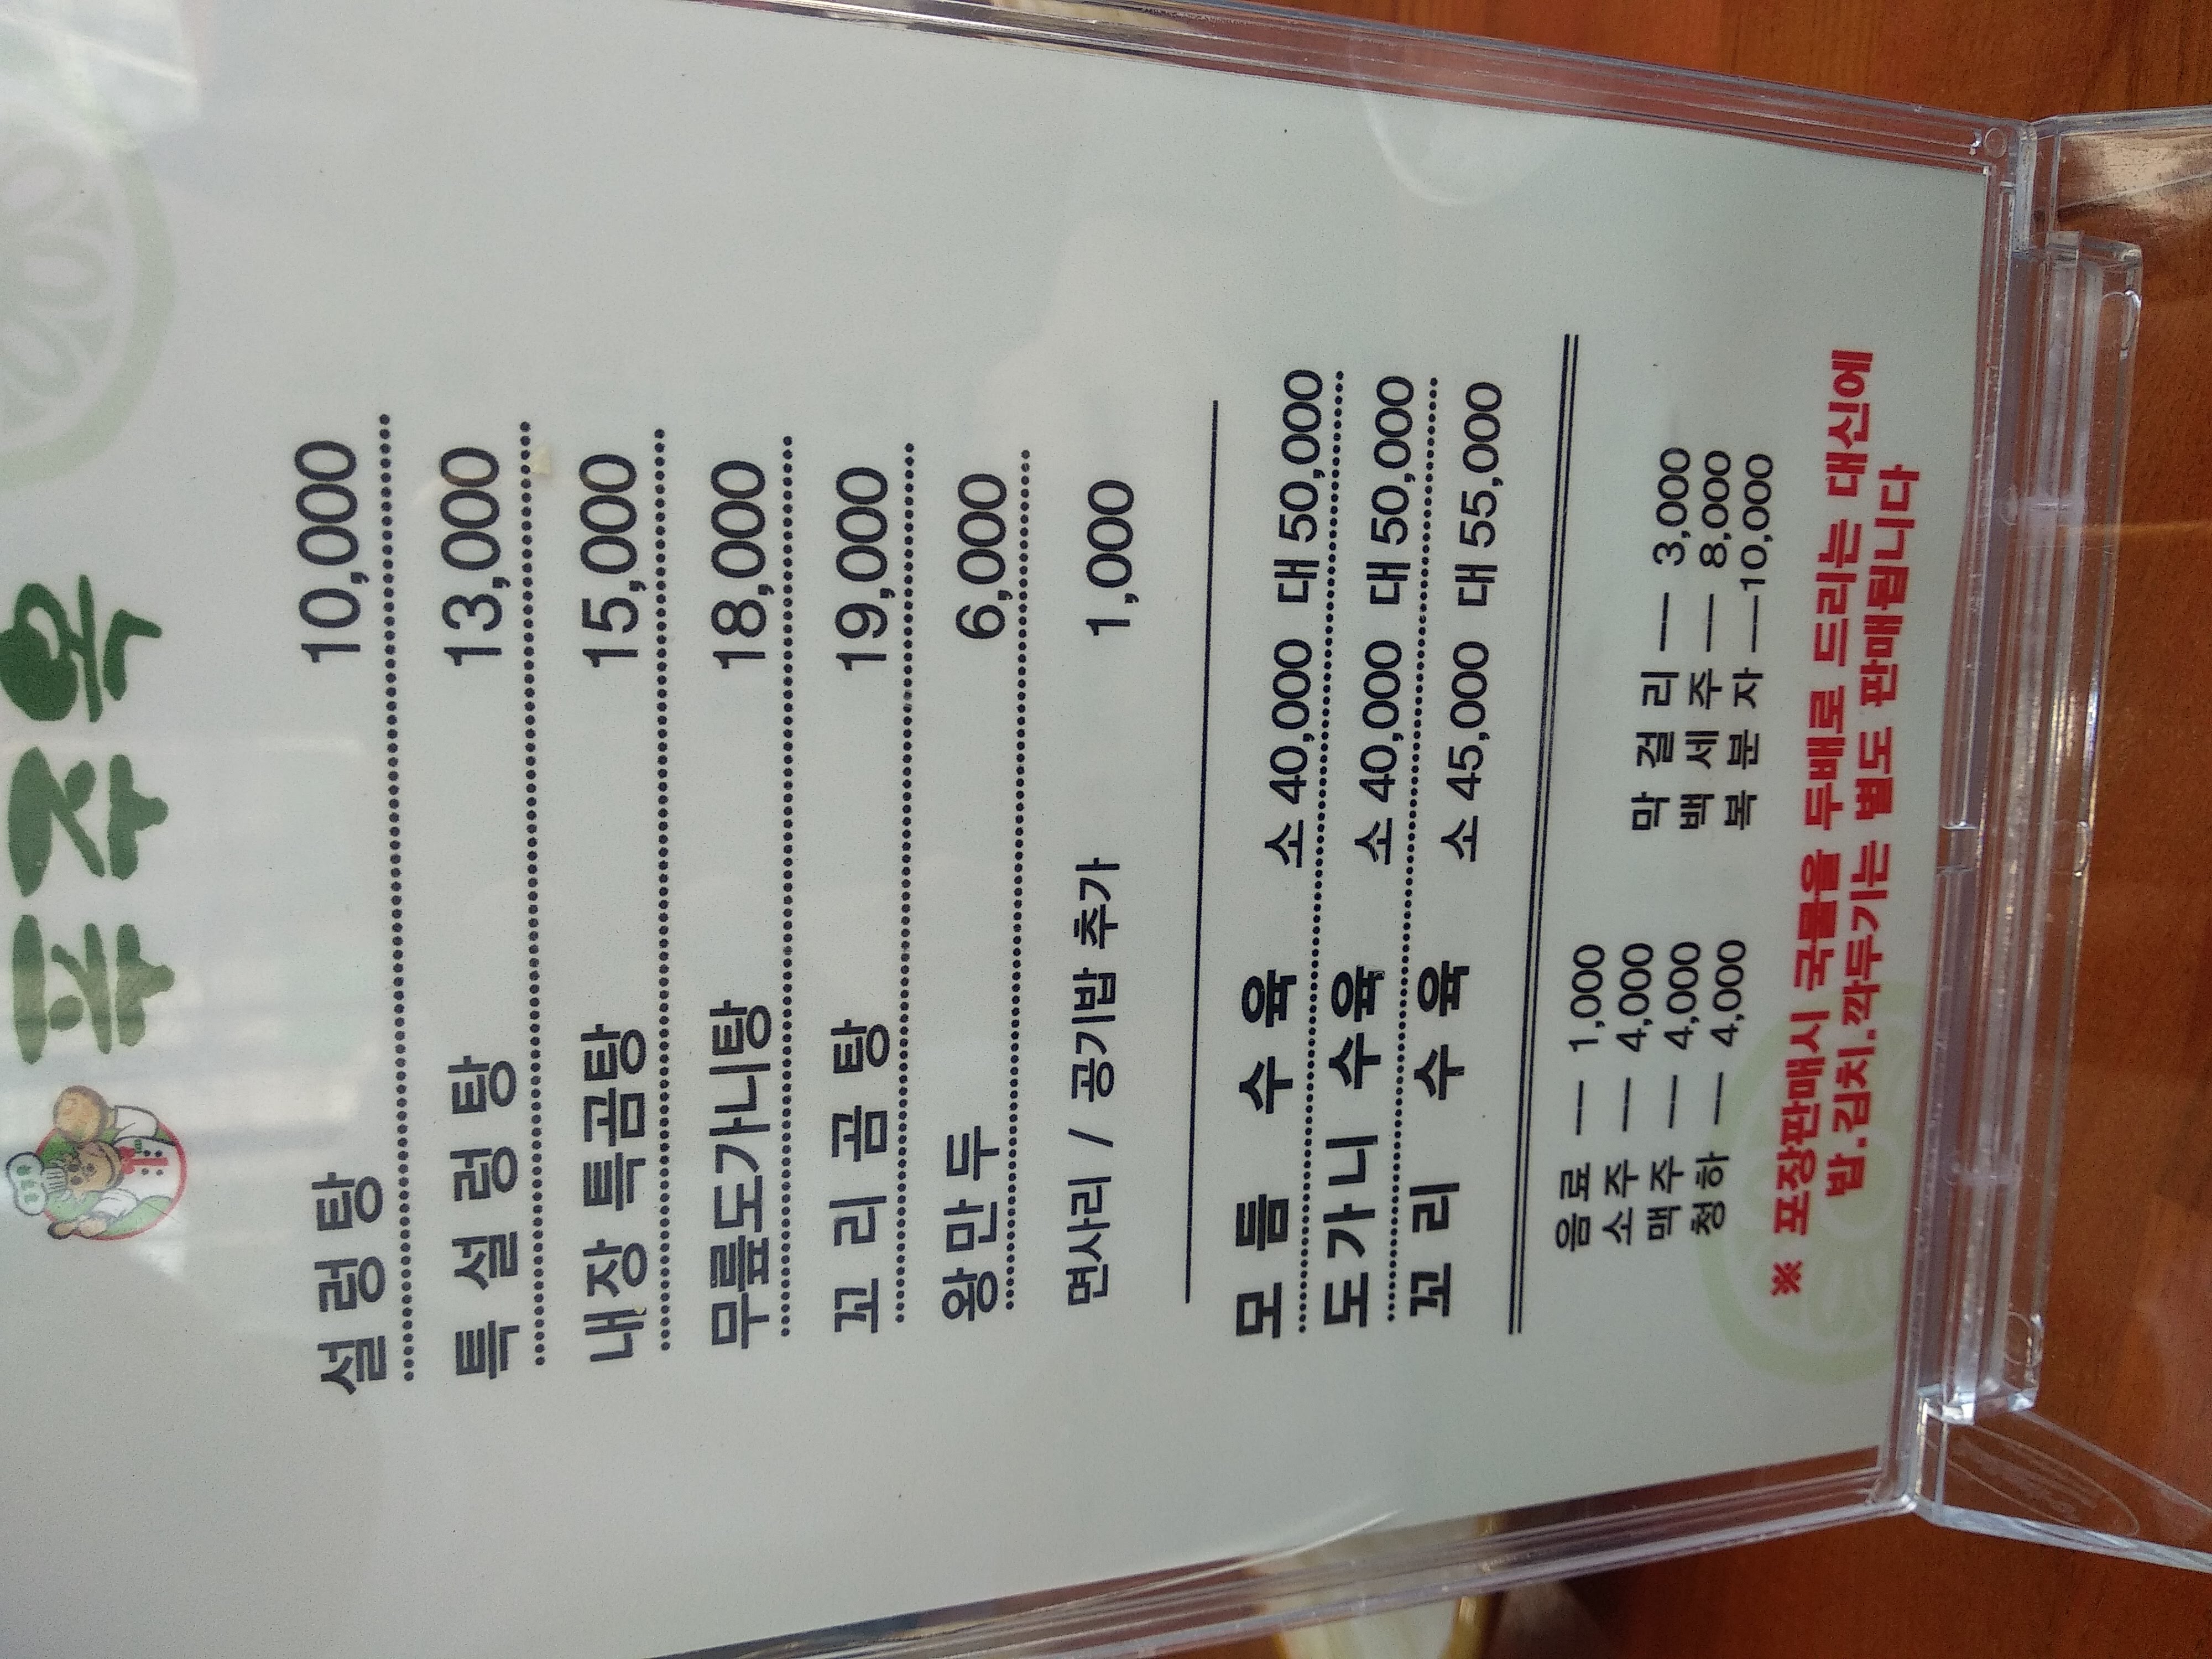 푸주옥
설렁탕 10,000
특설렁탕 13,000
내장 특곰탕 15,000
무릎도가니탕 18,000
꼬리곰탕 19,000
왕만두 6,000
면사리 / 공기밥 추가 1,000
모듬 수육 소 40,000 대 50,000
도가니 수육 소 40,000 대 50,000
꼬리 수육 소 45,000 대 55,000
음료 — 1,000
소주 — 4,000
맥주 — 4,000
청하 — 4,000
막걸리 — 3,000
백세주 — 8,000
복분자 — 10,000
※ 포장판매시 국물을 두배로 드리는 대신에
밥.김치.깍두기는 별도 판매됩니다